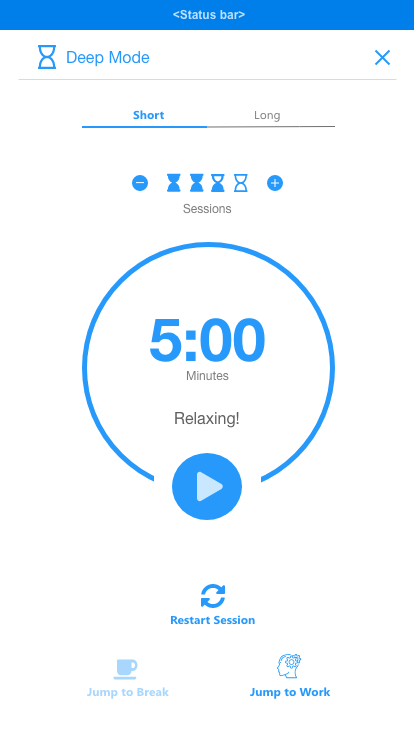 <Status bar>
Deep Mode
Short
Long
Sessions
5:00
Minutes
Relaxing!
Restart Session
Jump to Break
Jump to Work